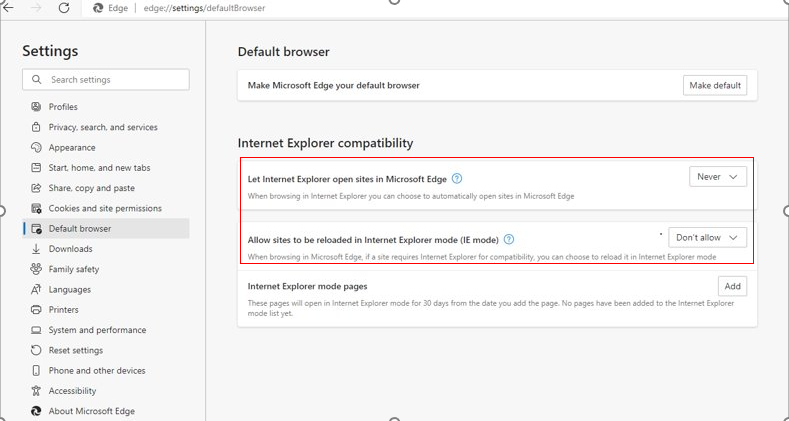 Edge | edge://settings/defaultBrowser
Settings
Search settings
Profiles
Privacy, search, and services
Appearance
Start, home, and new tabs
Share, copy and paste
Cookies and site permissions
Default browser
Downloads
Family safety
Languages
Printers
System and performance
Reset settings
Phone and other devices
Accessibility
About Microsoft Edge
Default browser
Make Microsoft Edge your default browser
Make default
Internet Explorer compatibility
Let Internet Explorer open sites in Microsoft Edge
Never
When browsing in Internet Explorer you can choose to automatically open sites in Microsoft Edge
Allow sites to be reloaded in Internet Explorer mode (IE mode)
Don't allow
When browsing in Microsoft Edge, if a site requires Internet Explorer for compatibility, you can choose to reload it in Internet Explorer mode
Internet Explorer mode pages
Add
These pages will open in Internet Explorer mode for 30 days from the date you add the page. No pages have been added to the Internet Explorer
mode list yet.